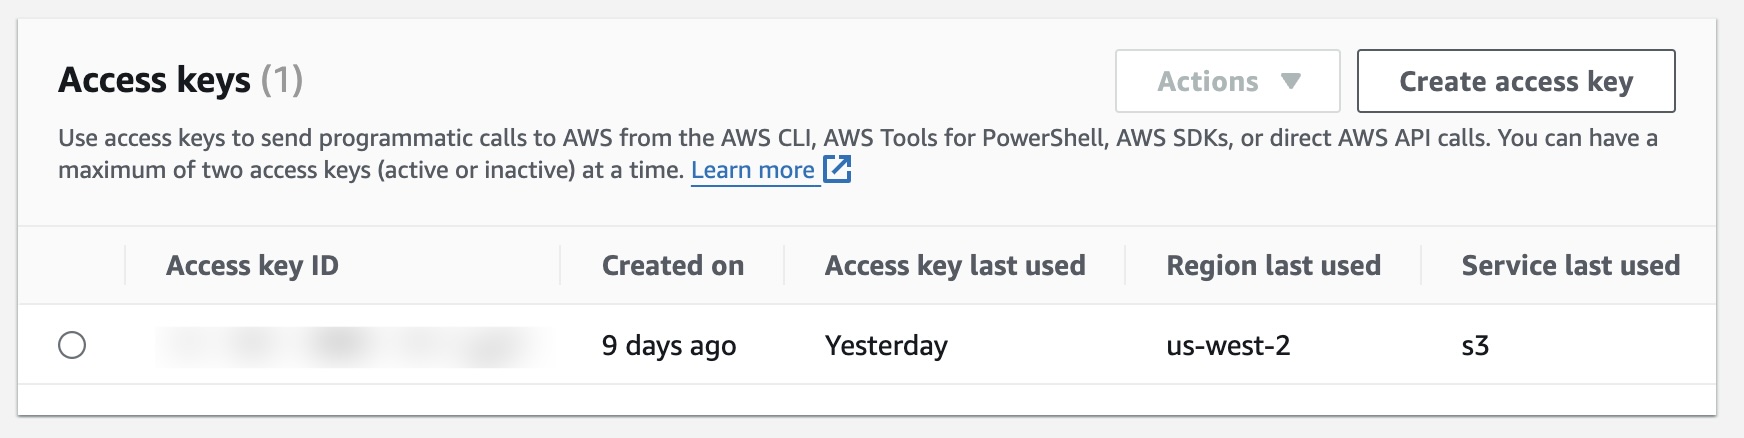 Access keys (1)
Actions ▼
Create access key
Use access keys to send programmatic calls to AWS from the AWS CLI, AWS Tools for PowerShell, AWS SDKs, or direct AWS API calls. You can have a
maximum of two access keys (active or inactive) at a time. Learn more
Access key ID Created on Access key last used Region last used Service last used
9 days ago Yesterday us-west-2 s3